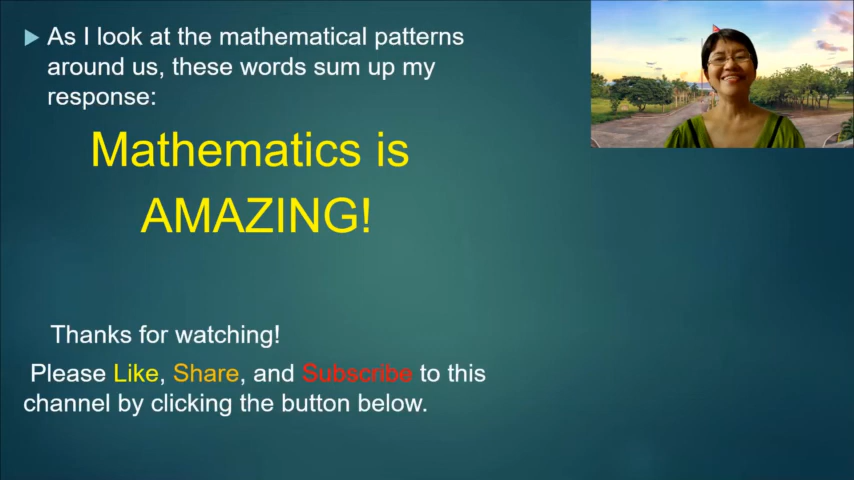 As I look at the mathematical patterns
around us, these words sum up my
response:
Mathematics is
AMAZING!
Thanks for watching!
Please Like, Share, and Subscribe to this
channel by clicking the button below.